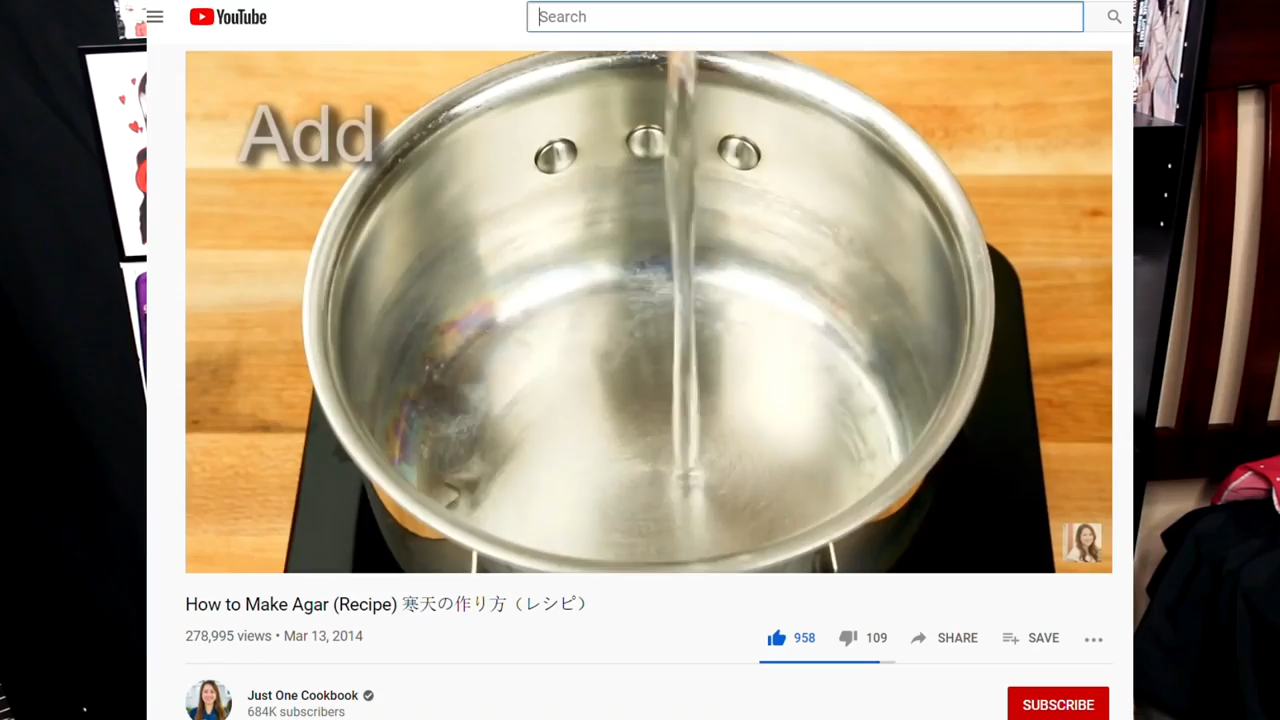 YouTube
Search
Add
How to Make Agar (Recipe) 寒天の作り方（レシピ）
278,995 views • Mar 13, 2014
958
109
SHARE
SAVE
Just One Cookbook
684K subscribers
SUBSCRIBE